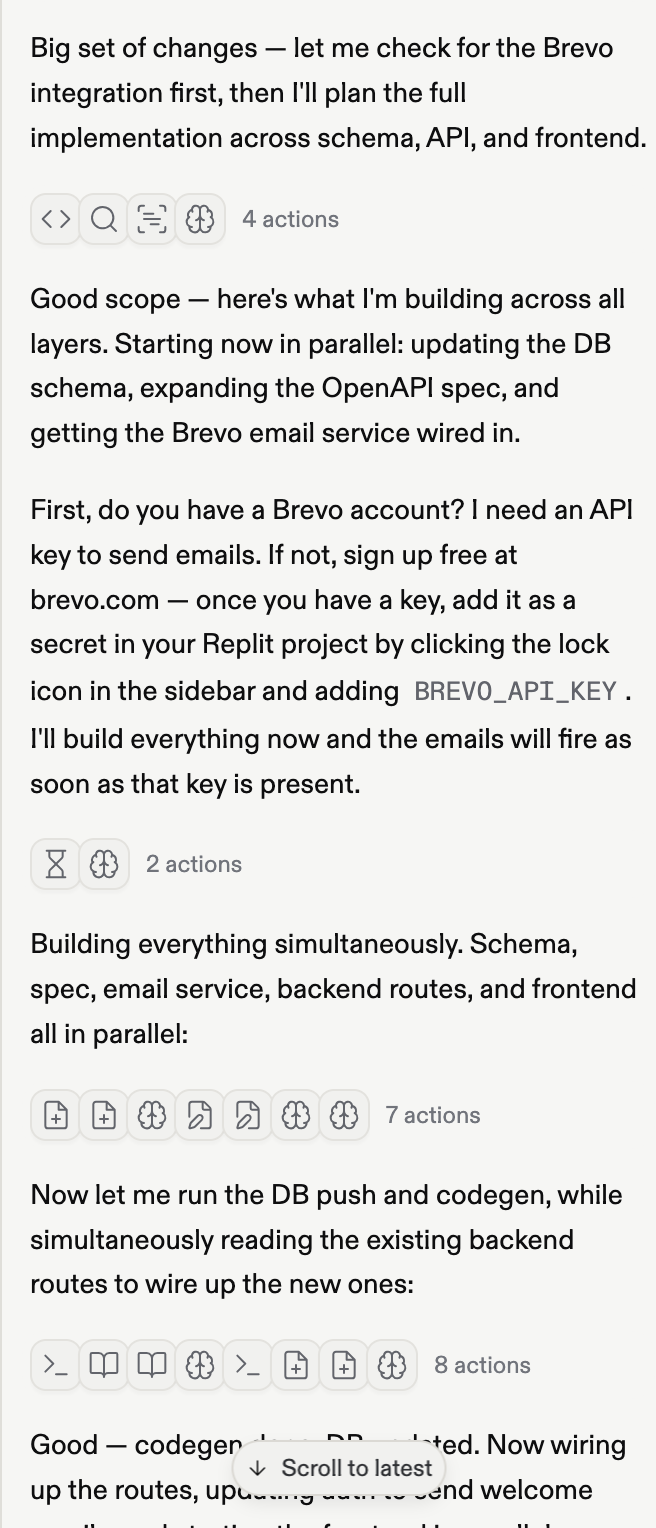 Big set of changes — let me check for the Brevo
integration first, then I'll plan the full
implementation across schema, API, and frontend.
4 actions
Good scope — here's what I'm building across all
layers. Starting now in parallel: updating the DB
schema, expanding the OpenAPI spec, and
getting the Brevo email service wired in.
First, do you have a Brevo account? I need an API
key to send emails. If not, sign up free at
brevo.com — once you have a key, add it as a
secret in your Replit project by clicking the lock
icon in the sidebar and adding BREVO_API_KEY.
I'll build everything now and the emails will fire as
soon as that key is present.
2 actions
Building everything simultaneously. Schema,
spec, email service, backend routes, and frontend
all in parallel:
7 actions
Now let me run the DB push and codegen, while
simultaneously reading the existing backend
routes to wire up the new ones:
8 actions
Good — codegen Now wiring
Scroll to latest
up the routes, welcome